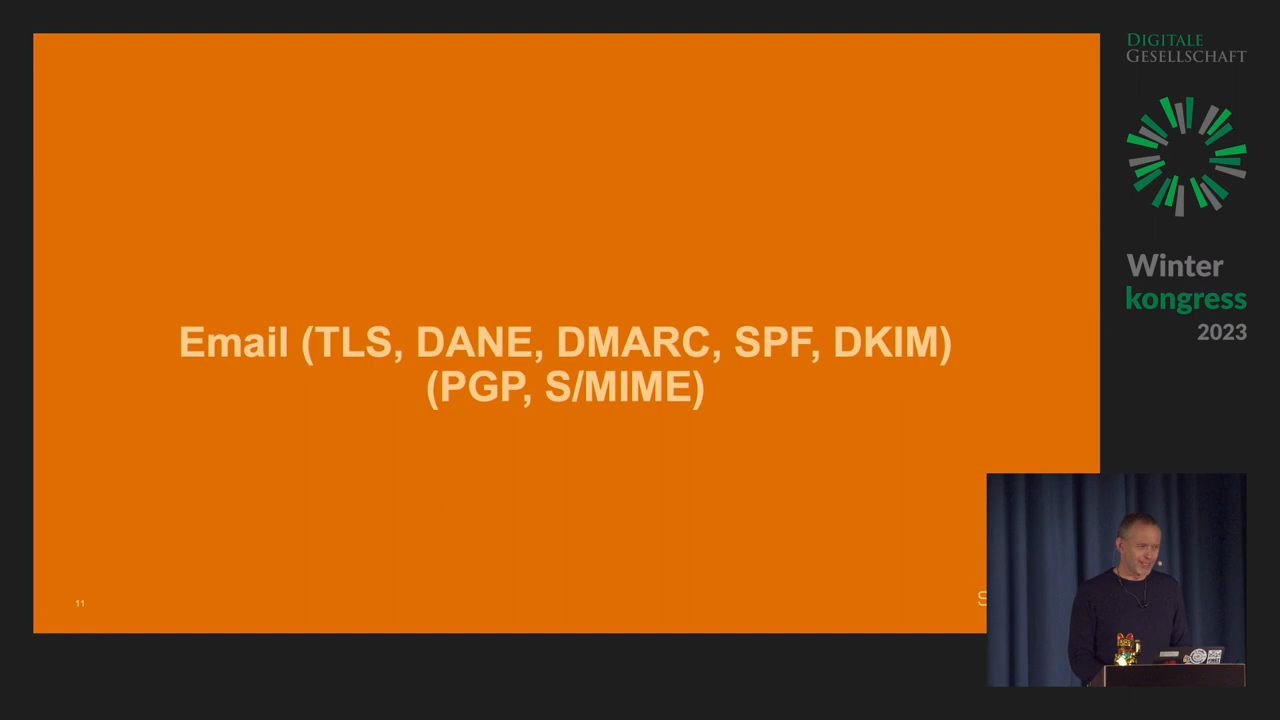 Email (TLS, DANE, DMARC, SPF, DKIM)
(PGP, S/MIME)
11
DIGITALE
GESELLSCHAFT
Winter
kongress
2023